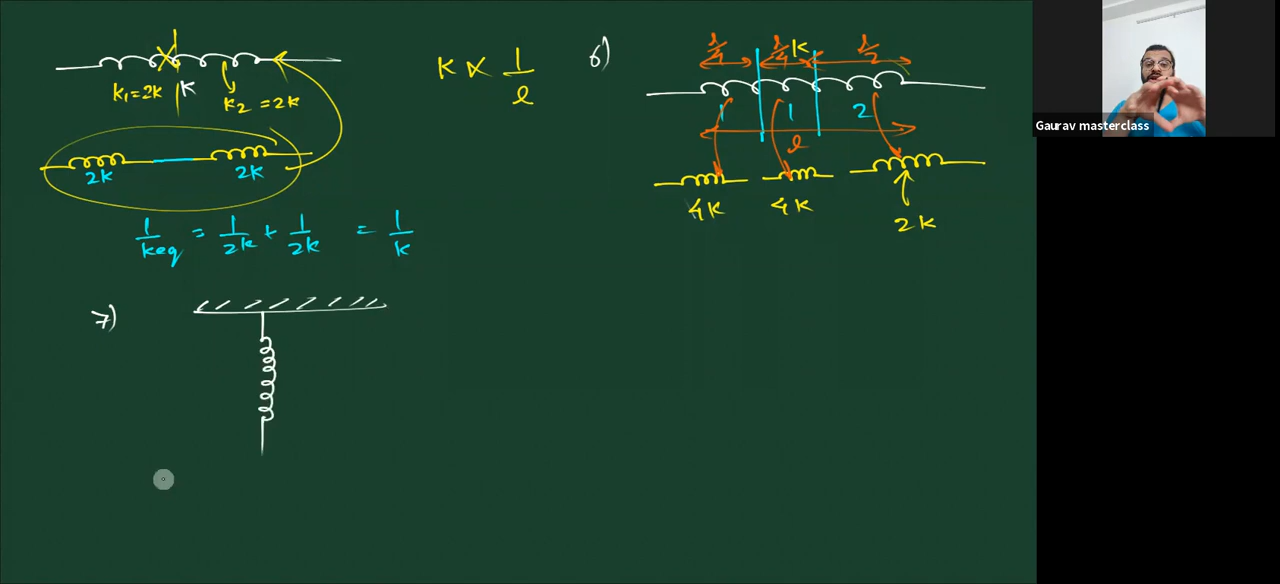 K₁=2K
K
K₂ =2K
2K
2K
1/Keq = 1/2K + 1/2K = 1/K
K ∝ 1/l
6)
l/4
l/4
K
l/2
1
1
2
l
4K
4K
2K
7)
Gaurav masterclass